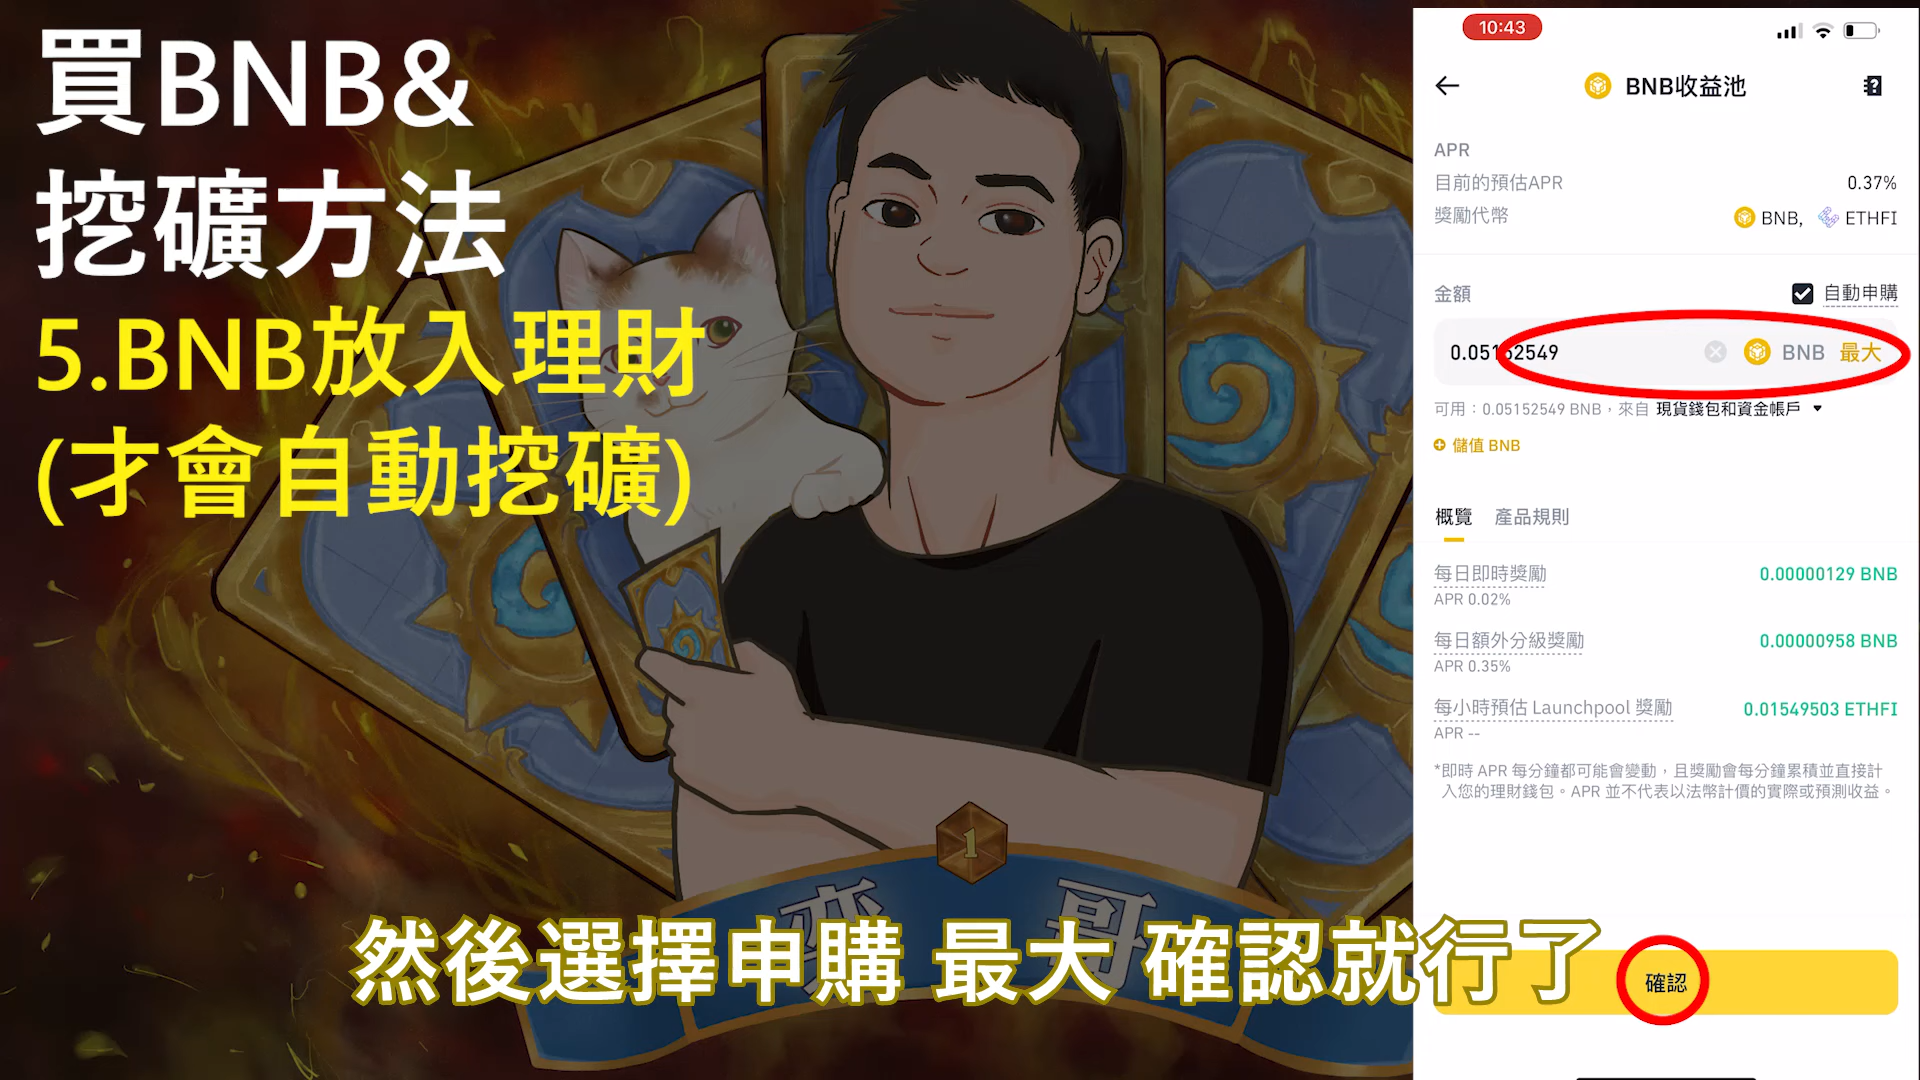 買BNB&
挖礦方法
5.BNB放入理財
(才會自動挖礦)
10:43
BNB收益池
APR
目前的預估APR 0.37%
獎勵代幣 BNB, ETHFI
金額 自動申購
0.05152549 BNB 最大
可用：0.05152549 BNB，來自 現貨錢包和資金帳戶
儲值 BNB
概覽 產品規則
每日即時獎勵 0.00000129 BNB
APR 0.02%
每日額外分級獎勵 0.00000958 BNB
APR 0.35%
每小時預估 Launchpool 獎勵 0.01549503 ETHFI
APR --
*即時 APR 每分鐘都可能會變動，且獎勵會每分鐘累積並直接計
入您的理財錢包。APR 並不代表以法幣計價的實際或預測收益。
1
哥
然後選擇申購 最大 確認就行了
確認